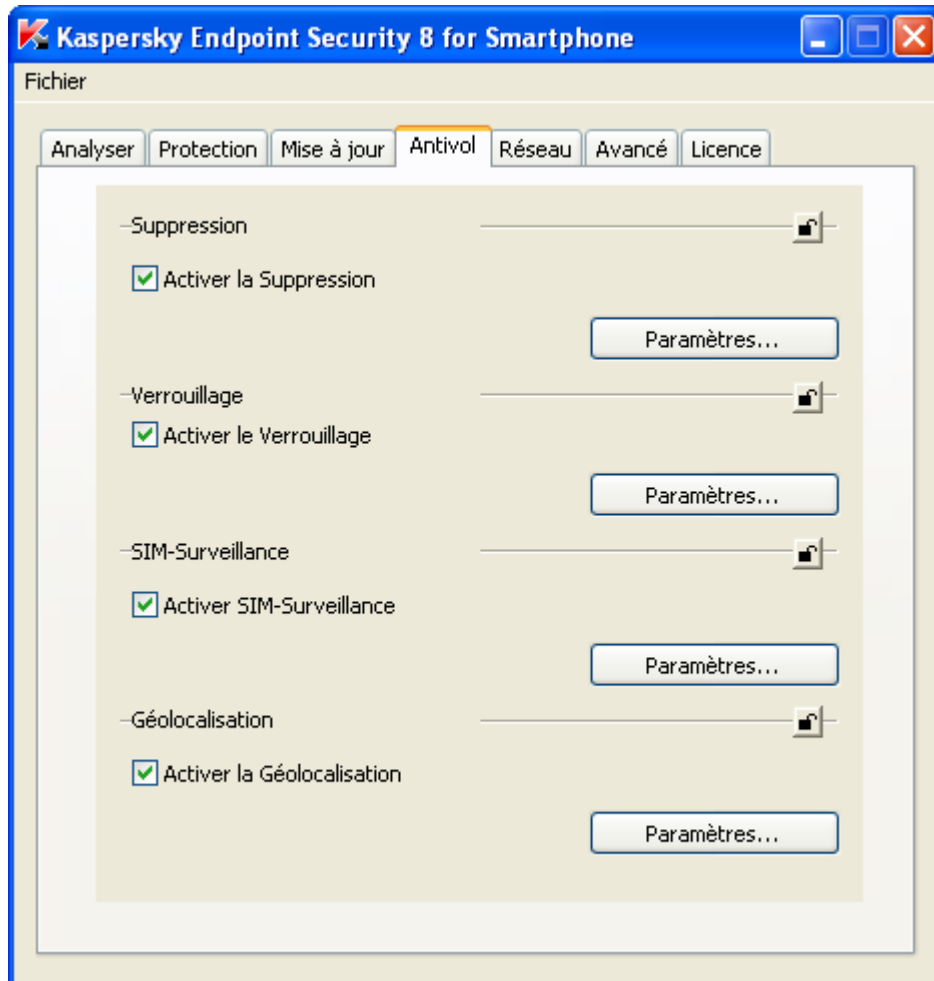 Kaspersky Endpoint Security 8 for Smartphone
Fichier
Analyser Protection Mise à jour Antivol Réseau Avancé Licence
Suppression
Activer la Suppression
Paramètres...
Verrouillage
Activer le Verrouillage
Paramètres...
SIM-Surveillance
Activer SIM-Surveillance
Paramètres...
Géolocalisation
Activer la Géolocalisation
Paramètres...